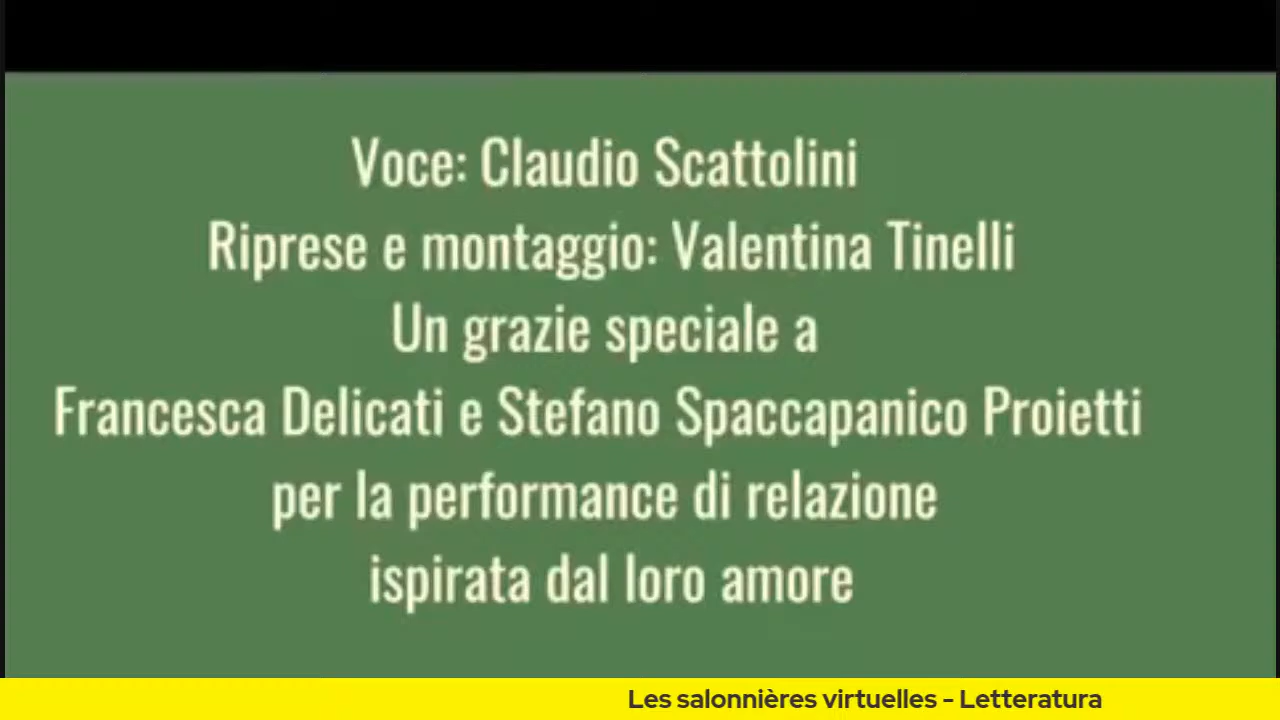 Voce: Claudio Scattolini
Riprese e montaggio: Valentina Tinelli
Un grazie speciale a
Francesca Delicati e Stefano Spaccapanico Proietti
per la performance di relazione
ispirata dal loro amore
Les salonnières virtuelles - Letteratura